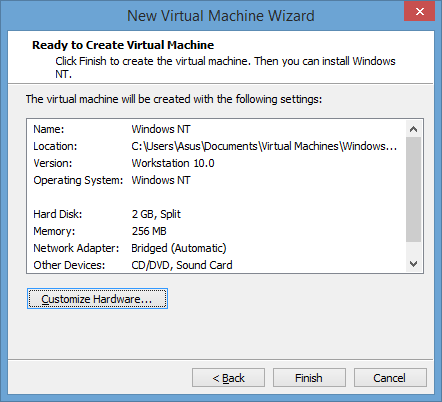 New Virtual Machine Wizard
Ready to Create Virtual Machine
Click Finish to create the virtual machine. Then you can install Windows
NT.
The virtual machine will be created with the following settings:
Name: Windows NT
Location: C:\Users\Asus\Documents\Virtual Machines\Windows...
Version: Workstation 10.0
Operating System: Windows NT
Hard Disk: 2 GB, Split
Memory: 256 MB
Network Adapter: Bridged (Automatic)
Other Devices: CD/DVD, Sound Card
Customize Hardware...
< Back Finish Cancel